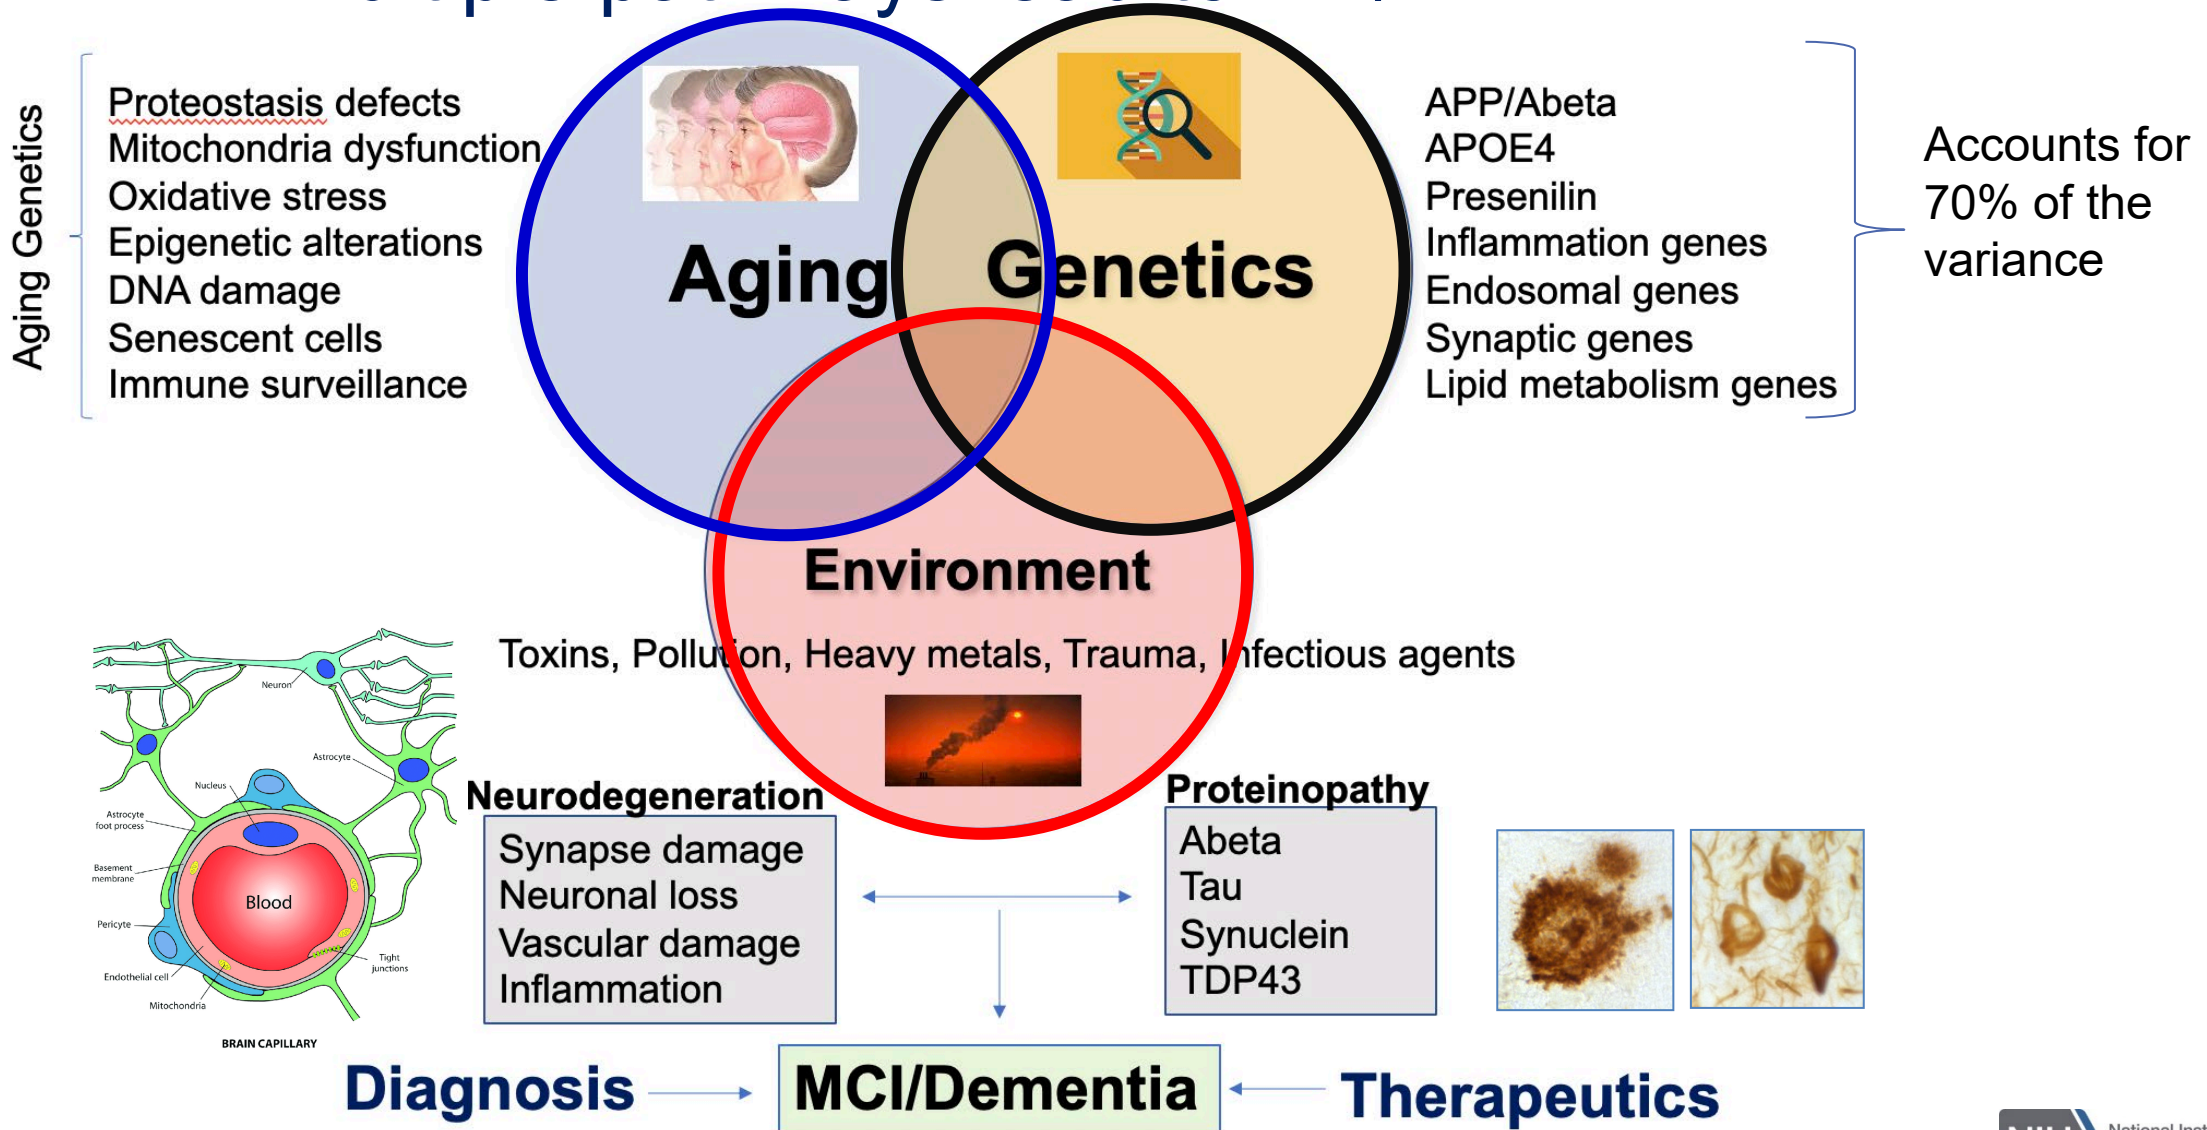 Aging Genetics
Proteostasis defects
Mitochondria dysfunction
Oxidative stress
Epigenetic alterations
DNA damage
Senescent cells
Immune surveillance
Aging
Genetics
APP/Abeta
APOE4
Presenilin
Inflammation genes
Endosomal genes
Synaptic genes
Lipid metabolism genes
Accounts for
70% of the
variance
Environment
Toxins, Pollution, Heavy metals, Trauma, Infectious agents
Neuron
Astrocyte
Nucleus
Astrocyte
foot process
Basement
membrane
Blood
Pericyte
Tight
junctions
Endothelial cell
Mitochondria
BRAIN CAPILLARY
Neurodegeneration
Synapse damage
Neuronal loss
Vascular damage
Inflammation
Proteinopathy
Abeta
Tau
Synuclein
TDP43
Diagnosis
MCI/Dementia
Therapeutics
NIH